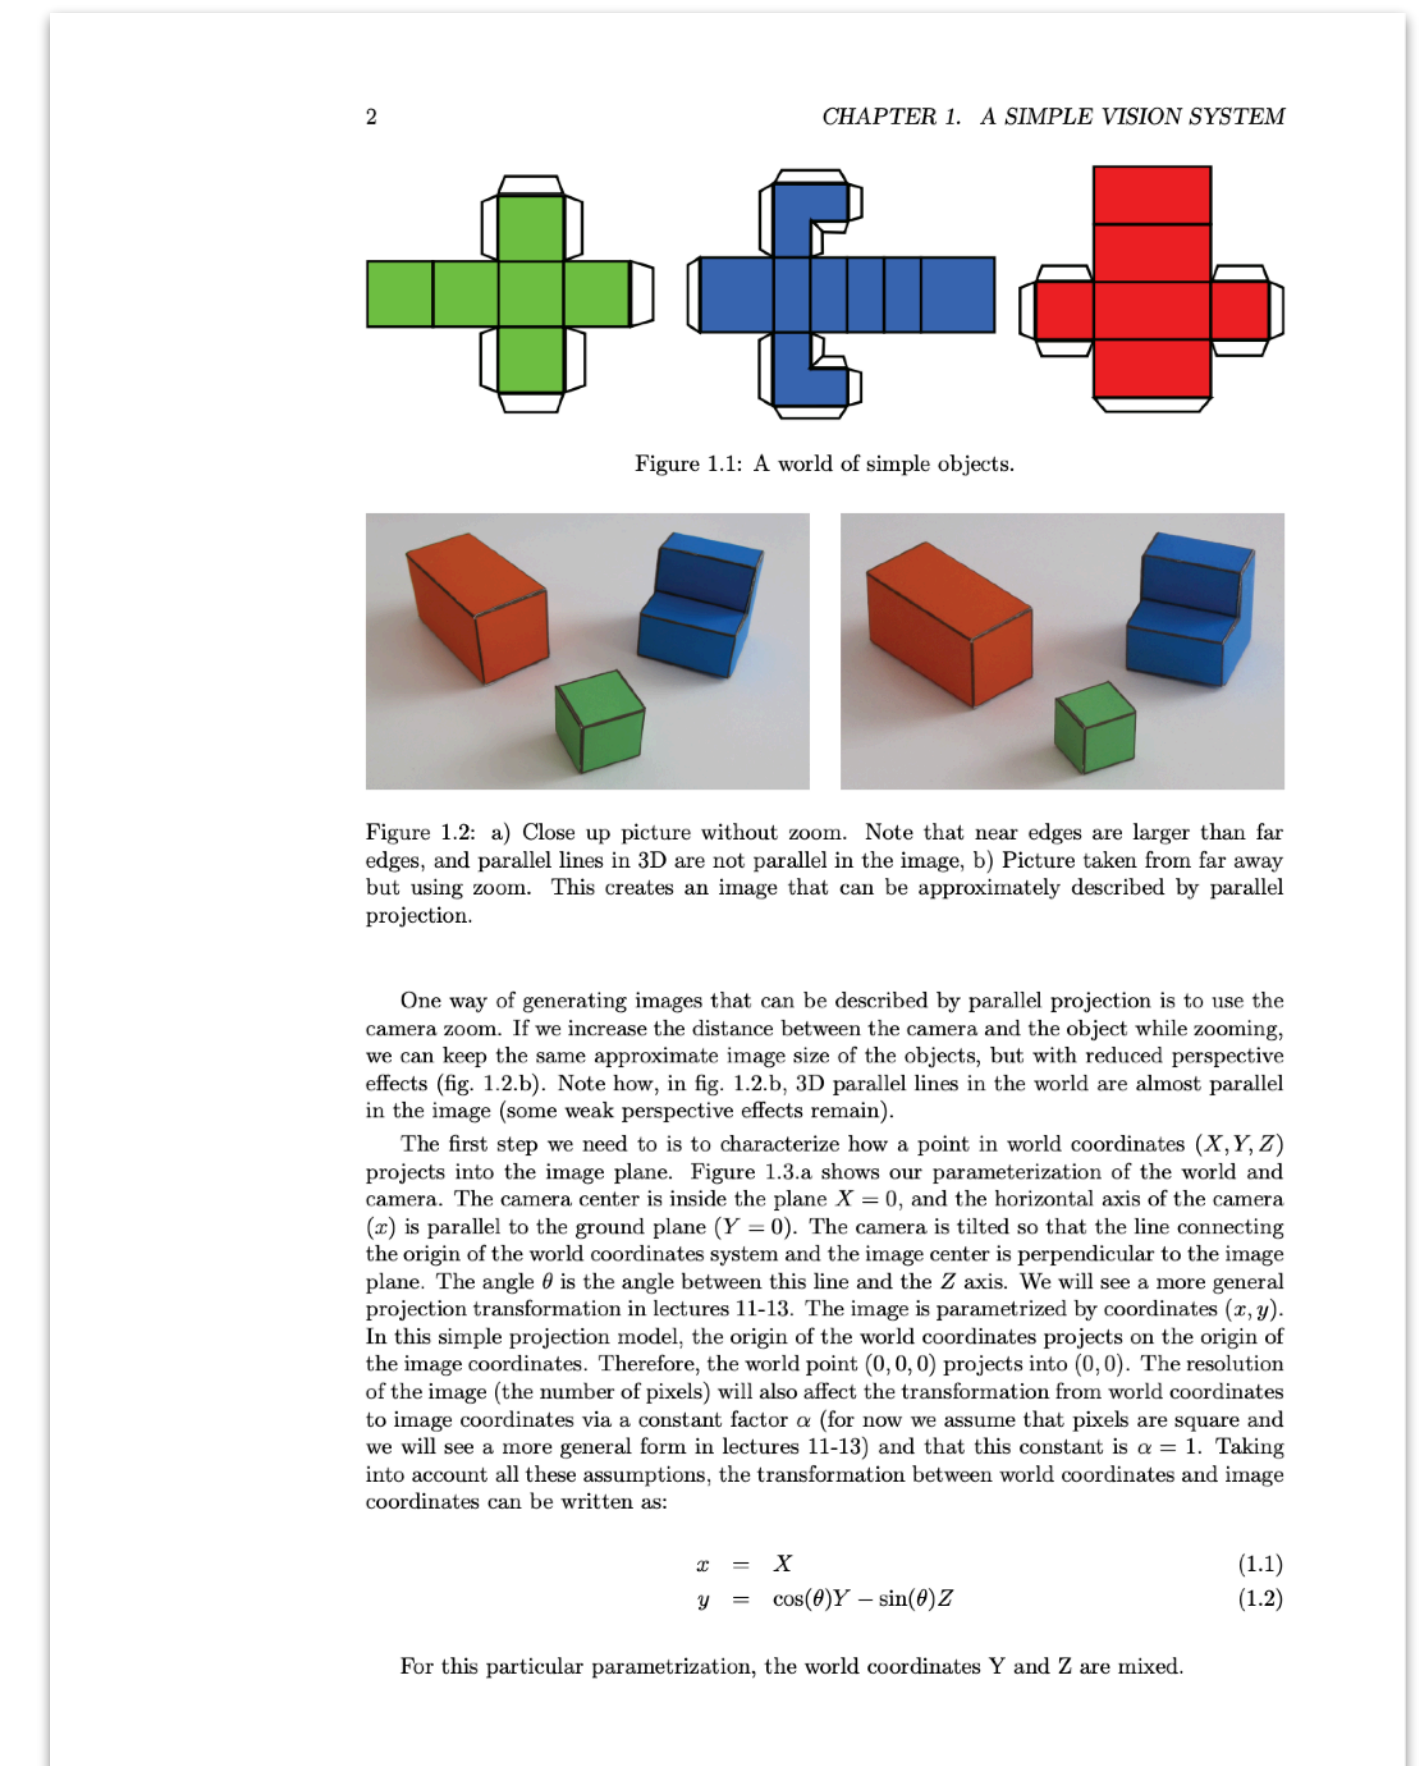 2 CHAPTER 1. A SIMPLE VISION SYSTEM
Figure 1.1: A world of simple objects.
Figure 1.2: a) Close up picture without zoom. Note that near edges are larger than far
edges, and parallel lines in 3D are not parallel in the image, b) Picture taken from far away
but using zoom. This creates an image that can be approximately described by parallel
projection.
One way of generating images that can be described by parallel projection is to use the
camera zoom. If we increase the distance between the camera and the object while zooming,
we can keep the same approximate image size of the objects, but with reduced perspective
effects (fig. 1.2.b). Note how, in fig. 1.2.b, 3D parallel lines in the world are almost parallel
in the image (some weak perspective effects remain).
The first step we need to is to characterize how a point in world coordinates (X, Y, Z)
projects into the image plane. Figure 1.3.a shows our parameterization of the world and
camera. The camera center is inside the plane X = 0, and the horizontal axis of the camera
(x) is parallel to the ground plane (Y = 0). The camera is tilted so that the line connecting
the origin of the world coordinates system and the image center is perpendicular to the image
plane. The angle θ is the angle between this line and the Z axis. We will see a more general
projection transformation in lectures 11-13. The image is parametrized by coordinates (x, y).
In this simple projection model, the origin of the world coordinates projects on the origin of
the image coordinates. Therefore, the world point (0, 0, 0) projects into (0, 0). The resolution
of the image (the number of pixels) will also affect the transformation from world coordinates
to image coordinates via a constant factor α (for now we assume that pixels are square and
we will see a more general form in lectures 11-13) and that this constant is α = 1. Taking
into account all these assumptions, the transformation between world coordinates and image
coordinates can be written as:
x = X (1.1)
y = cos(θ)Y − sin(θ)Z (1.2)
For this particular parametrization, the world coordinates Y and Z are mixed.